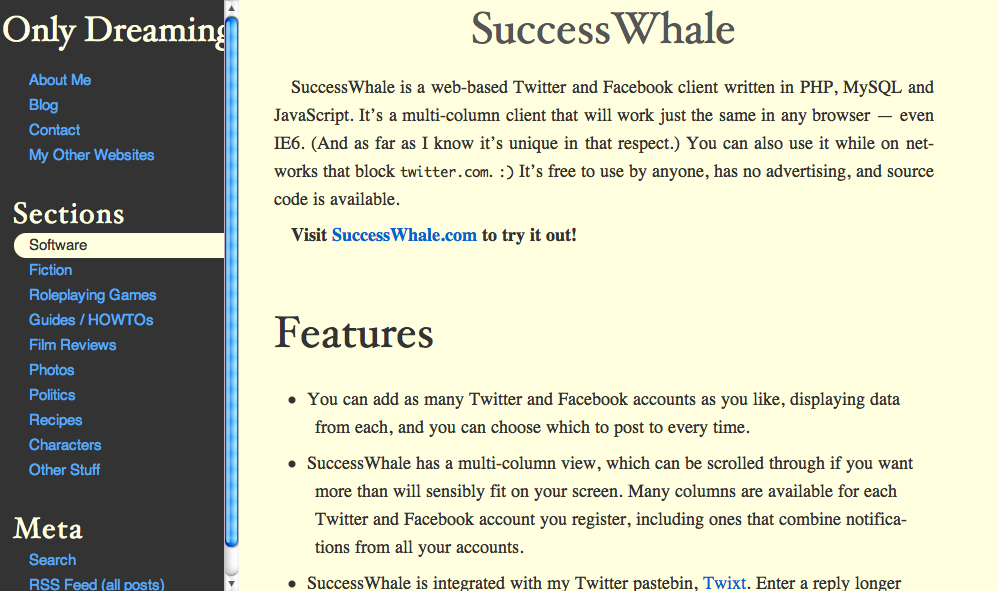 Only Dreaming
About Me
Blog
Contact
My Other Websites
Sections
Software
Fiction
Roleplaying Games
Guides / HOWTOs
Film Reviews
Photos
Politics
Recipes
Characters
Other Stuff
Meta
Search
RSS Feed (all posts)
SuccessWhale
SuccessWhale is a web-based Twitter and Facebook client written in PHP, MySQL and
JavaScript. It’s a multi-column client that will work just the same in any browser — even
IE6. (And as far as I know it’s unique in that respect.) You can also use it while on net-
works that block twitter.com. :) It’s free to use by anyone, has no advertising, and source
code is available.
Visit SuccessWhale.com to try it out!
Features
• You can add as many Twitter and Facebook accounts as you like, displaying data
from each, and you can choose which to post to every time.
• SuccessWhale has a multi-column view, which can be scrolled through if you want
more than will sensibly fit on your screen. Many columns are available for each
Twitter and Facebook account you register, including ones that combine notifica-
tions from all your accounts.
• SuccessWhale is integrated with my Twitter pastebin, Twixt. Enter a reply longer